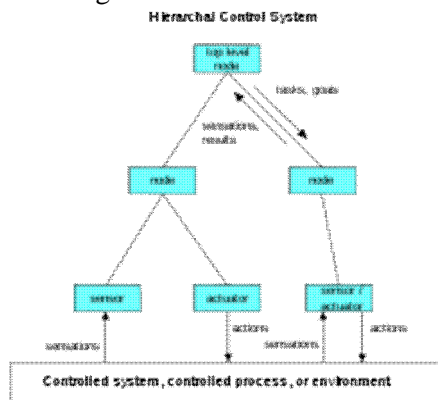 Hierarchal Control System
top level
node
tasks, goals
sensations,
results
node
node
sensor
actuator
sensor /
actuator
actions
actions
sensations
sensations
Controlled system, controlled process, or environment